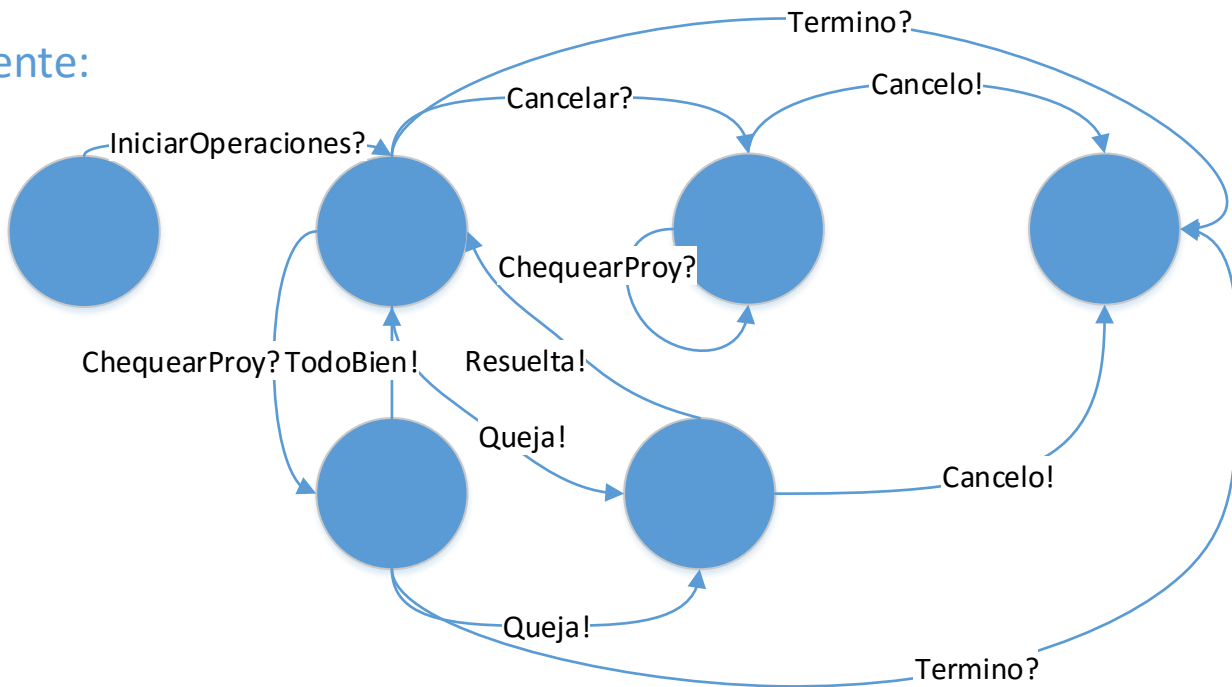 Termino?
ente:
Cancelar?
Cancelo!
IniciarOperaciones?
ChequearProy?
ChequearProy? TodoBien!
Resuelta!
Queja!
Cancelo!
Queja!
Termino?